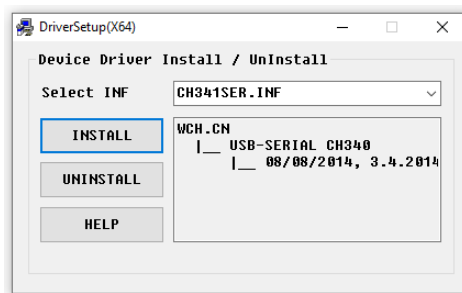 DriverSetup(X64)
Device Driver Install / UnInstall
Select INF
CH341SER.INF
INSTALL
UNINSTALL
HELP
WCH.CN
|__ USB-SERIAL CH340
|__ 08/08/2014, 3.4.2014